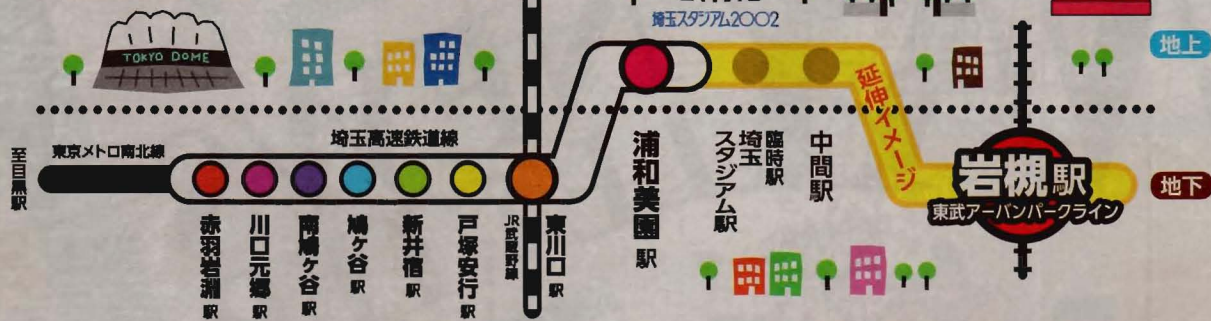 埼玉スタジアム2002
TOKYO DOME
地上
延伸イメージ
東京メトロ南北線
埼玉高速鉄道線
至目黒駅
赤羽岩淵駅
川口元郷駅
南鳩ヶ谷駅
鳩ヶ谷駅
新井宿駅
戸塚安行駅
JR武蔵野線
東川口駅
浦和美園駅
臨時駅
埼玉
スタジアム駅
中間駅
岩槻駅
東武アーバンパークライン
地下